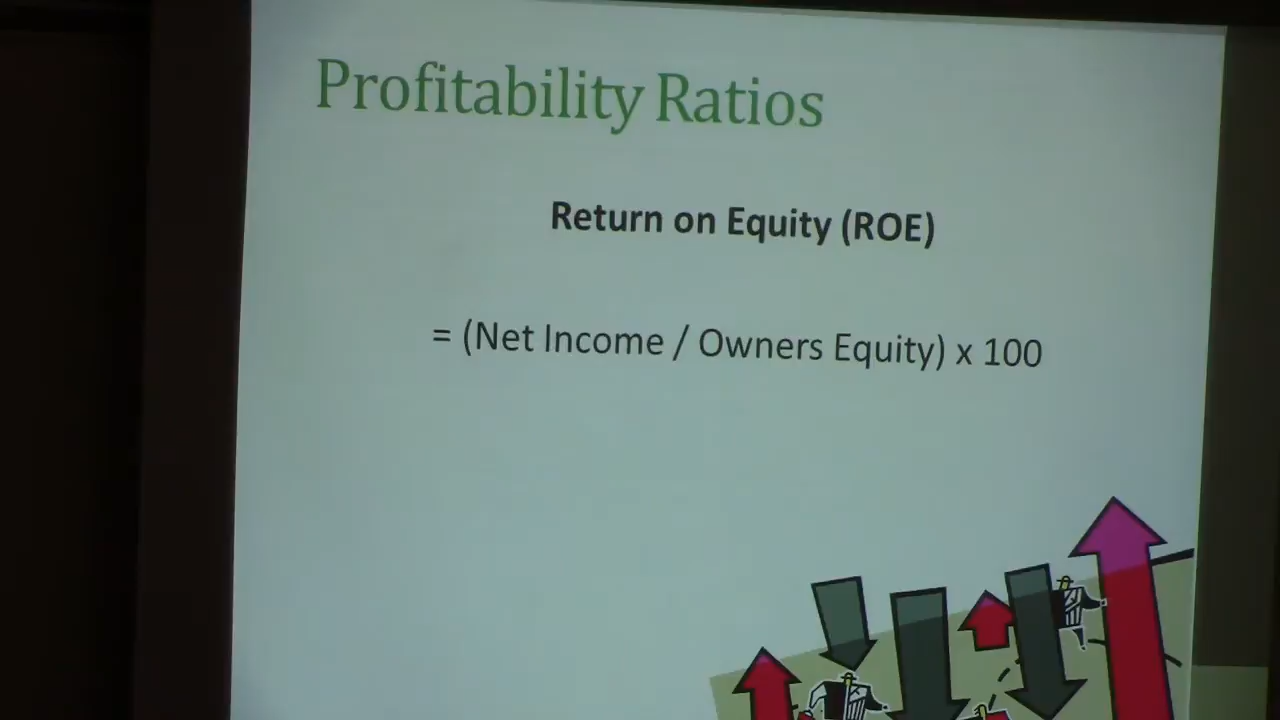 Profitability Ratios
Return on Equity (ROE)
= (Net Income / Owners Equity) x 100